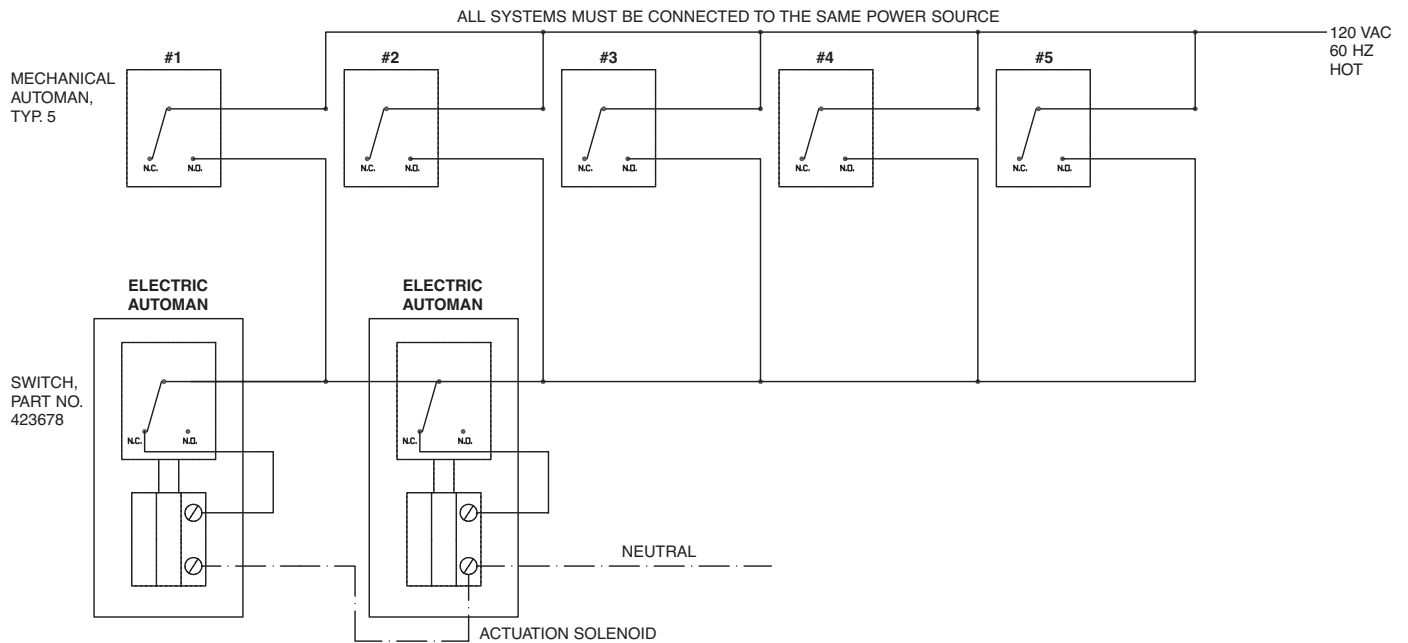 ALL SYSTEMS MUST BE CONNECTED TO THE SAME POWER SOURCE
120 VAC
60 HZ
HOT
#1
#2
#3
#4
#5
MECHANICAL
AUTOMAN,
TYP. 5
N.C.
N.O.
N.C.
N.O.
N.C.
N.O.
N.C.
N.O.
N.C.
N.O.
ELECTRIC
AUTOMAN
ELECTRIC
AUTOMAN
SWITCH,
PART NO.
423678
N.C.
N.O.
N.C.
N.O.
NEUTRAL
ACTUATION SOLENOID